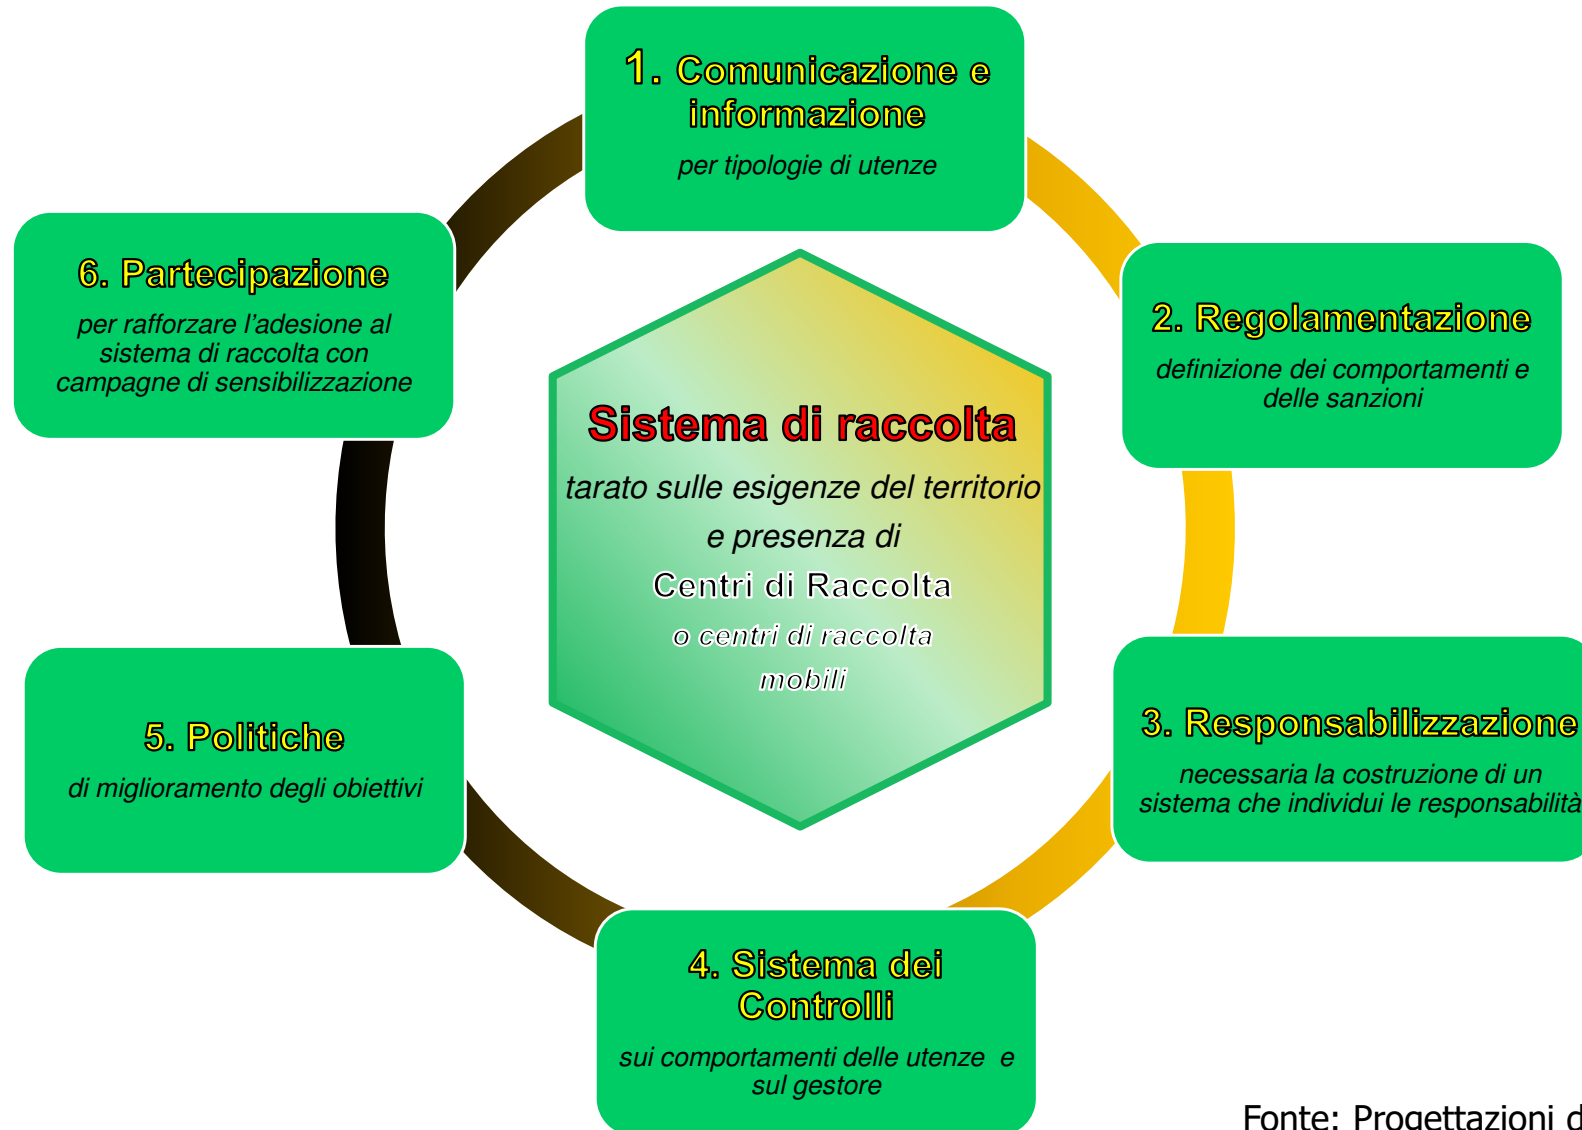 1. Comunicazione e
informazione
per tipologie di utenze
2. Regolamentazione
definizione dei comportamenti e
delle sanzioni
3. Responsabilizzazione
necessaria la costruzione di un
sistema che individui le responsabilità
4. Sistema dei
Controlli
sui comportamenti delle utenze e
sul gestore
5. Politiche
di miglioramento degli obiettivi
6. Partecipazione
per rafforzare l'adesione al
sistema di raccolta con
campagne di sensibilizzazione
Sistema di raccolta
tarato sulle esigenze del territorio
e presenza di
Centri di Raccolta
o centri di raccolta
mobili
Fonte: Progettazioni